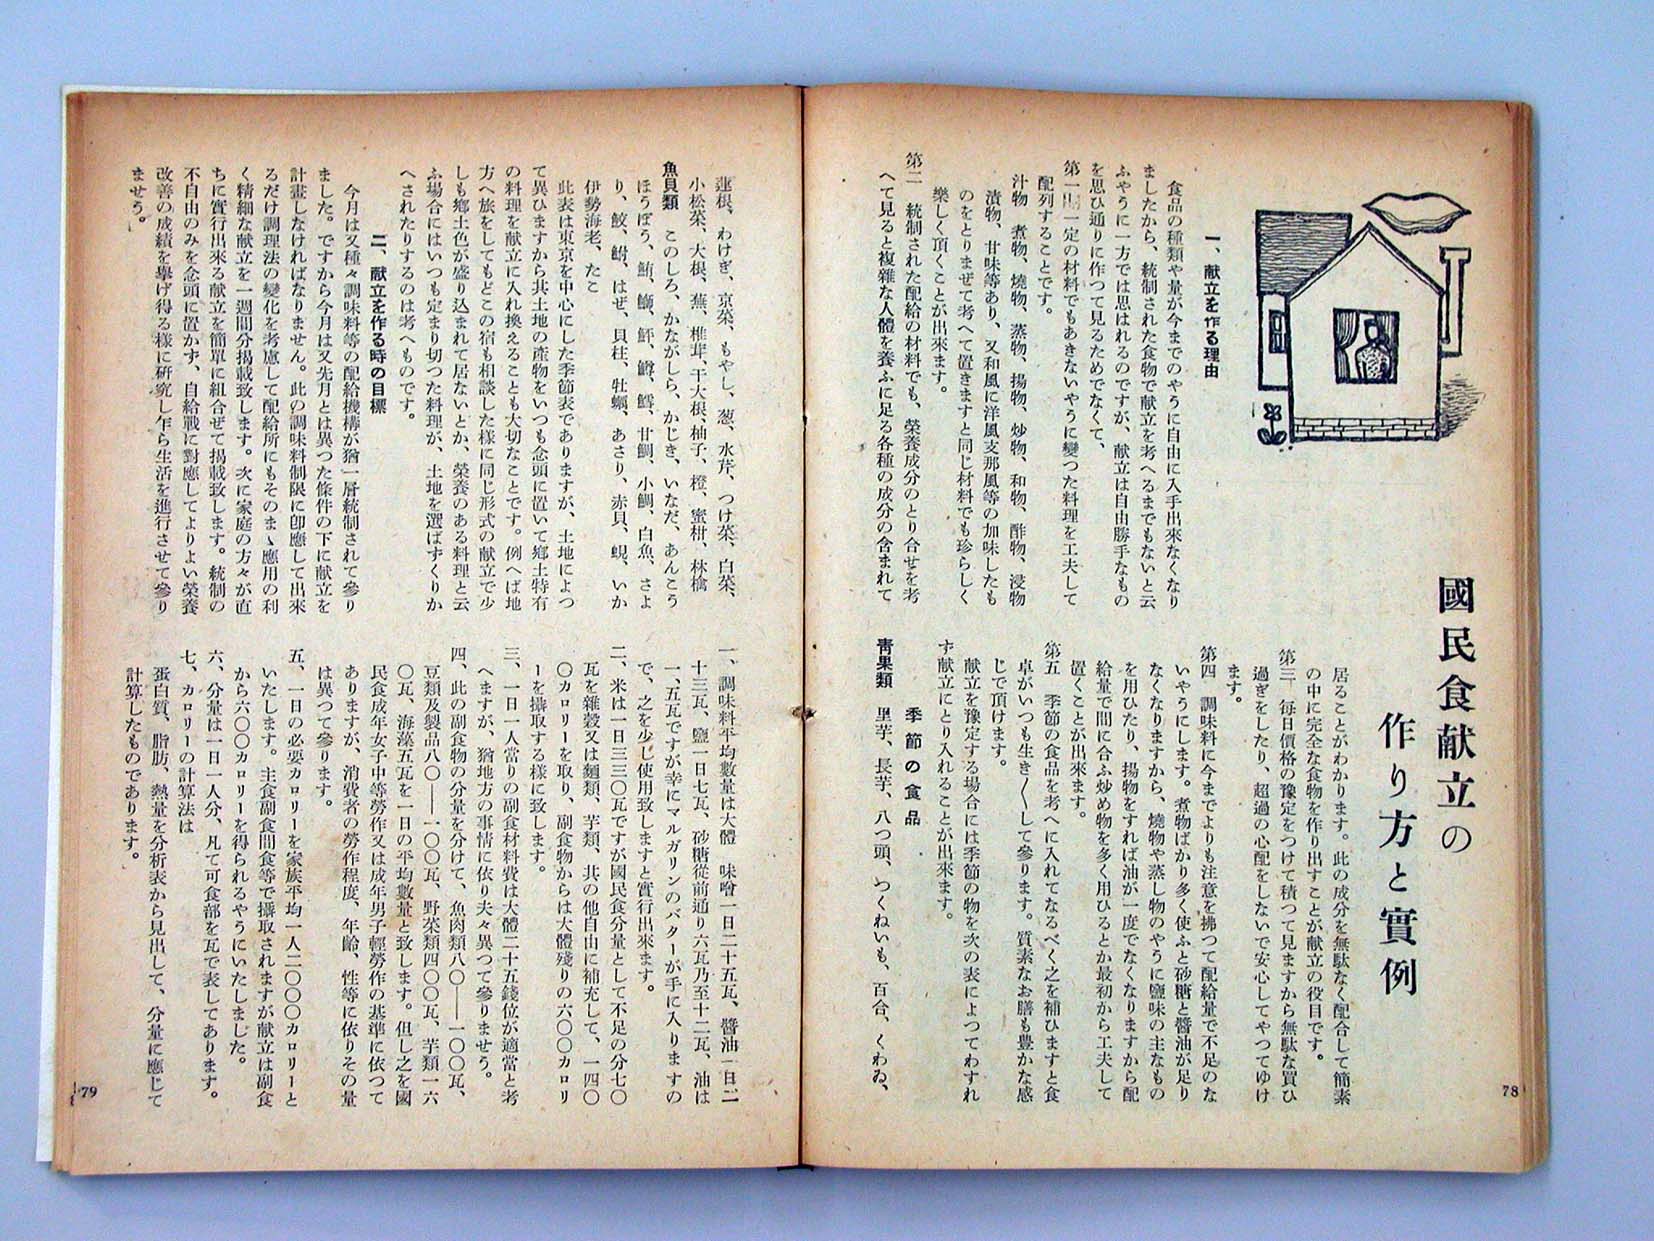 國民食献立の
作り方と實例
一、献立を作る理由
食品の種類や量が今までのやうに自由に入手出來なくなり
ましたから、統制された食物で献立を考へるまでもないと云
ふやうに一方では思はれるのですが、献立は自由勝手なもの
を思ひ通りに作つて見るためでなくて、
第一 一定の材料でもあきないやうに變つた料理を工夫して
配列することです。
汁物、煮物、燒物、蒸物、揚物、炒物、和物、酢物、浸物
漬物、甘味等あり、又和風に洋風支那風等の加味したも
のをとりまぜて考へて置きますと同じ材料でも珍らしく
樂しく頂くことが出來ます。
第二 統制された配給の材料でも、榮養成分のとり合せを考
へて見ると複雜な人體を養ふに足る各種の成分の含まれて
居ることがわかります。此の成分を無駄なく配合して簡素
の中に完全な食物を作り出すことが献立の役目です。
第三 毎日價格の豫定をつけて積つて見ますから無駄な買ひ
過ぎをしたり、超過の心配をしないで安心してやつてゆけ
ます。
第四 調味料に今までよりも注意を拂つて配給量で不足のな
いやうにします。煮物ばかり多く使ふと砂糖と醬油が足り
なくなりますから、燒物や蒸し物のやうに鹽味の主なもの
を用ひたり、揚物をすれば油が一度でなくなりますから配
給量で間に合ふ炒め物を多く用ひるとか最初から工夫して
置くことが出來ます。
第五 季節の食品を考へに入れてなるべく之を補ひますと食
卓がいつも生き〱して參ります。質素なお膳も豊かな感
じで頂けます。
献立を豫定する場合には季節の物を次の表によつてわすれ
ず献立にとり入れることが出來ます。
季節の食品
靑果類 里芋、長芋、八つ頭、つくねいも、百合、くわゐ、
78
蓮根、わけぎ、京菜、もやし、葱、水芹、つけ菜、白菜、
小松菜、大根、蕪、椎茸、干大根、柚子、橙、蜜柑、林檎
魚貝類 このしろ、かながしら、かじき、いなだ、あんこう
ほうぼう、鮪、鰤、鮃、鱒、鱈、甘鯛、小鯛、白魚、さよ
り、鮫、鮒、はぜ、貝柱、牡蠣、あさり、赤貝、蜆、いか
伊勢海老、たこ
此表は東京を中心にした季節表でありますが、土地によつ
て異ひますから共土地の產物をいつも念頭に置いて鄕土特有
の料理を献立に入れ換えることも大切なことです。例へば地
方へ旅をしてもどこの宿も相談した樣に同じ形式の献立で少
しも鄕土色が盛り込まれて居ないとか、榮養のある料理と云
ふ場合にはいつも定まり切つた料理が、土地を選ばずくりか
へされたりするのは考へものです。
二、献立を作る時の目標
今月は又種々調味料等の配給機構が猶一層統制されて參り
ました。ですから今月は又先月とは異つた條件の下に献立を
計畫しなければなりません。此の調味料制限に卽應して出來
るだけ調理法の變化を考慮して配給所にもそのまゝ應用の利
く精細な献立を一週間分揭載致します。次に家庭の方々が直
ちに實行出來る献立を簡單に組合せて揭載致します。統制の
不自由のみを念頭に置かず、自給戰に對應してよりよい榮養
改善の成績を擧げ得る樣に硏究し乍ら生活を進行させて參り
ませう。
一、調味料平均數量は大體 味噌一日二十五瓦、醬油一日二
十三瓦、鹽一日七瓦、砂糖從前通り六瓦乃至十二瓦、油は
一、五瓦ですが幸にマルガリンのバターが手に入りますの
で、之を少し使用致しますと實行出來ます。
二、米は一日三三〇瓦ですが國民食分量として不足の分七〇
瓦を雜穀又は麵類、芋類、共の他自由に補充して、一四〇
〇カロリーを取り、副食物からは大體殘りの六〇〇カロリ
ーを攝取する樣に致します。
三、一日一人當りの副食材料費は大體二十五錢位が適當と考
へますが、猶地方の事情に依り夫々異つて參りませう。
四、此の副食物の分量を分けて、魚肉類八〇——一〇〇瓦、
豆類及製品八〇——一〇〇瓦、野菜類四〇〇瓦、芋類一六
〇瓦、海藻五瓦を一日の平均數量と致します。但し之を國
民食成年女子中等勞作又は成年男子輕勞作の基準に依つて
ありますが、消費者の勞作程度、年齡、性等に依りその量
は異つて參ります。
五、一日の必要カロリーを家族平均一人二〇〇〇カロリーと
いたします。主食副食間食等で攝取されますが献立は副食
から六〇〇カロリーを得られるやうにいたしました。
六、分量は一日一人分、凡て可食部を瓦で表してあります。
七、カロリーの計算法は
蛋白質、脂肪、熱量を分析表から見出して、分量に應じて
計算したものであります。
79